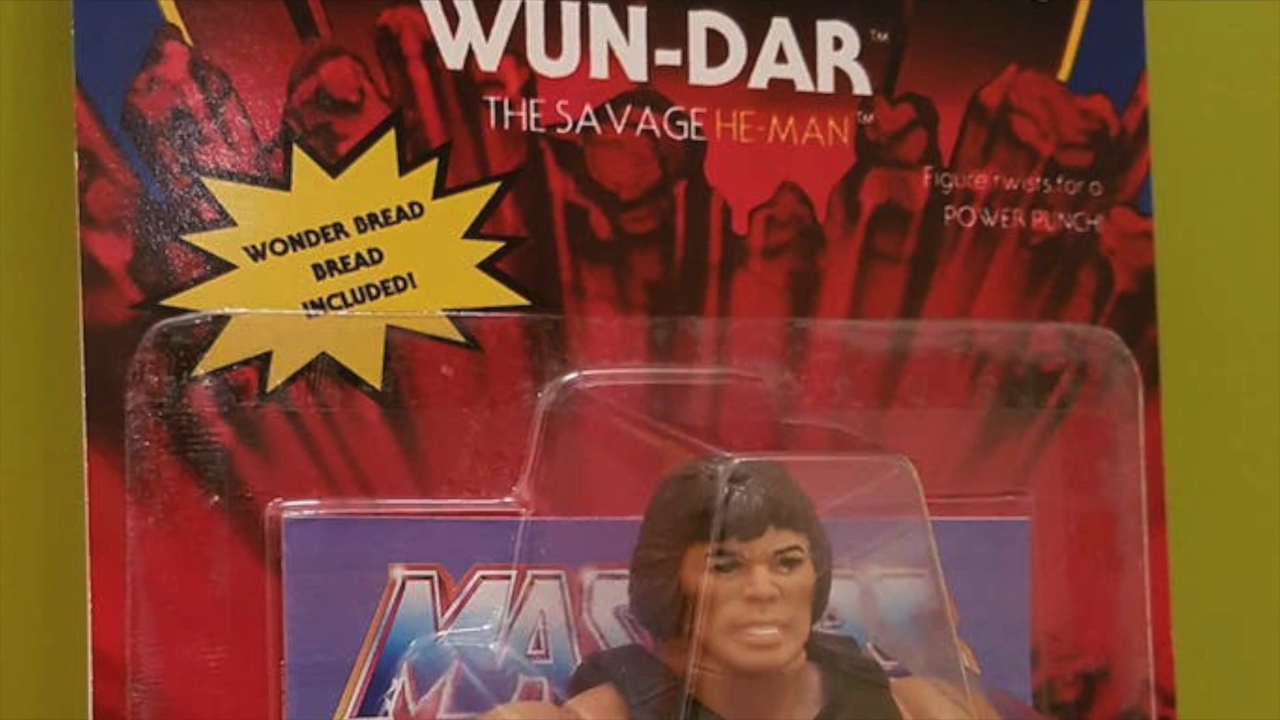 WUN-DAR™
THE SAVAGE HE-MAN™
Figure twists for a
POWER PUNCH!
WONDER BREAD
BREAD
INCLUDED!